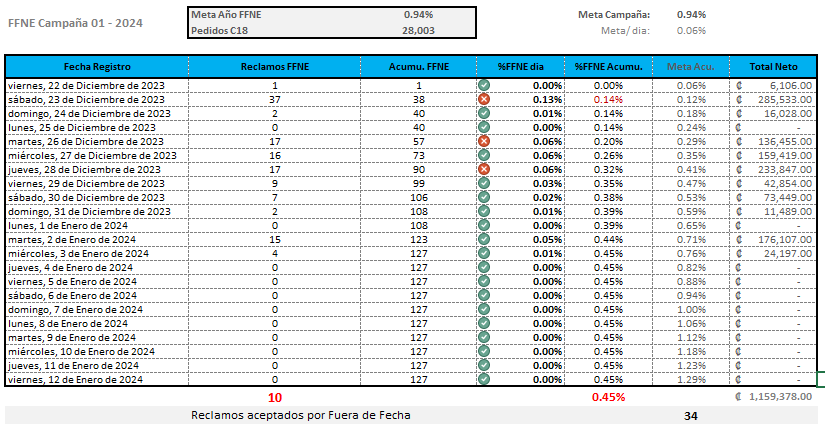 FFNE Campaña 01 - 2024
Meta Año FFNE 0.94%
Pedidos C18 28,003
Meta Campaña: 0.94%
Meta/ dia: 0.06%
Fecha Registro Reclamos FFNE Acumu. FFNE %FFNE dia %FFNE Acumu. Meta Acu. Total Neto
viernes, 22 de Diciembre de 2023 1 1 0.00% 0.00% 0.06% ₡ 6,106.00
sábado, 23 de Diciembre de 2023 37 38 0.13% 0.14% 0.12% ₡ 285,533.00
domingo, 24 de Diciembre de 2023 2 40 0.01% 0.14% 0.18% ₡ 16,028.00
lunes, 25 de Diciembre de 2023 0 40 0.00% 0.14% 0.24% ₡ -
martes, 26 de Diciembre de 2023 17 57 0.06% 0.20% 0.29% ₡ 136,455.00
miércoles, 27 de Diciembre de 2023 16 73 0.06% 0.26% 0.35% ₡ 159,419.00
jueves, 28 de Diciembre de 2023 17 90 0.06% 0.32% 0.41% ₡ 233,847.00
viernes, 29 de Diciembre de 2023 9 99 0.03% 0.35% 0.47% ₡ 42,854.00
sábado, 30 de Diciembre de 2023 7 106 0.02% 0.38% 0.53% ₡ 73,449.00
domingo, 31 de Diciembre de 2023 2 108 0.01% 0.39% 0.59% ₡ 11,489.00
lunes, 1 de Enero de 2024 0 108 0.00% 0.39% 0.65% ₡ -
martes, 2 de Enero de 2024 15 123 0.05% 0.44% 0.71% ₡ 176,107.00
miércoles, 3 de Enero de 2024 4 127 0.01% 0.45% 0.76% ₡ 24,197.00
jueves, 4 de Enero de 2024 0 127 0.00% 0.45% 0.82% ₡ -
viernes, 5 de Enero de 2024 0 127 0.00% 0.45% 0.88% ₡ -
sábado, 6 de Enero de 2024 0 127 0.00% 0.45% 0.94% ₡ -
domingo, 7 de Enero de 2024 0 127 0.00% 0.45% 1.00% ₡ -
lunes, 8 de Enero de 2024 0 127 0.00% 0.45% 1.06% ₡ -
martes, 9 de Enero de 2024 0 127 0.00% 0.45% 1.12% ₡ -
miércoles, 10 de Enero de 2024 0 127 0.00% 0.45% 1.18% ₡ -
jueves, 11 de Enero de 2024 0 127 0.00% 0.45% 1.23% ₡ -
viernes, 12 de Enero de 2024 0 127 0.00% 0.45% 1.29% ₡ -
10 0.45% ₡ 1,159,378.00
Reclamos aceptados por Fuera de Fecha 34